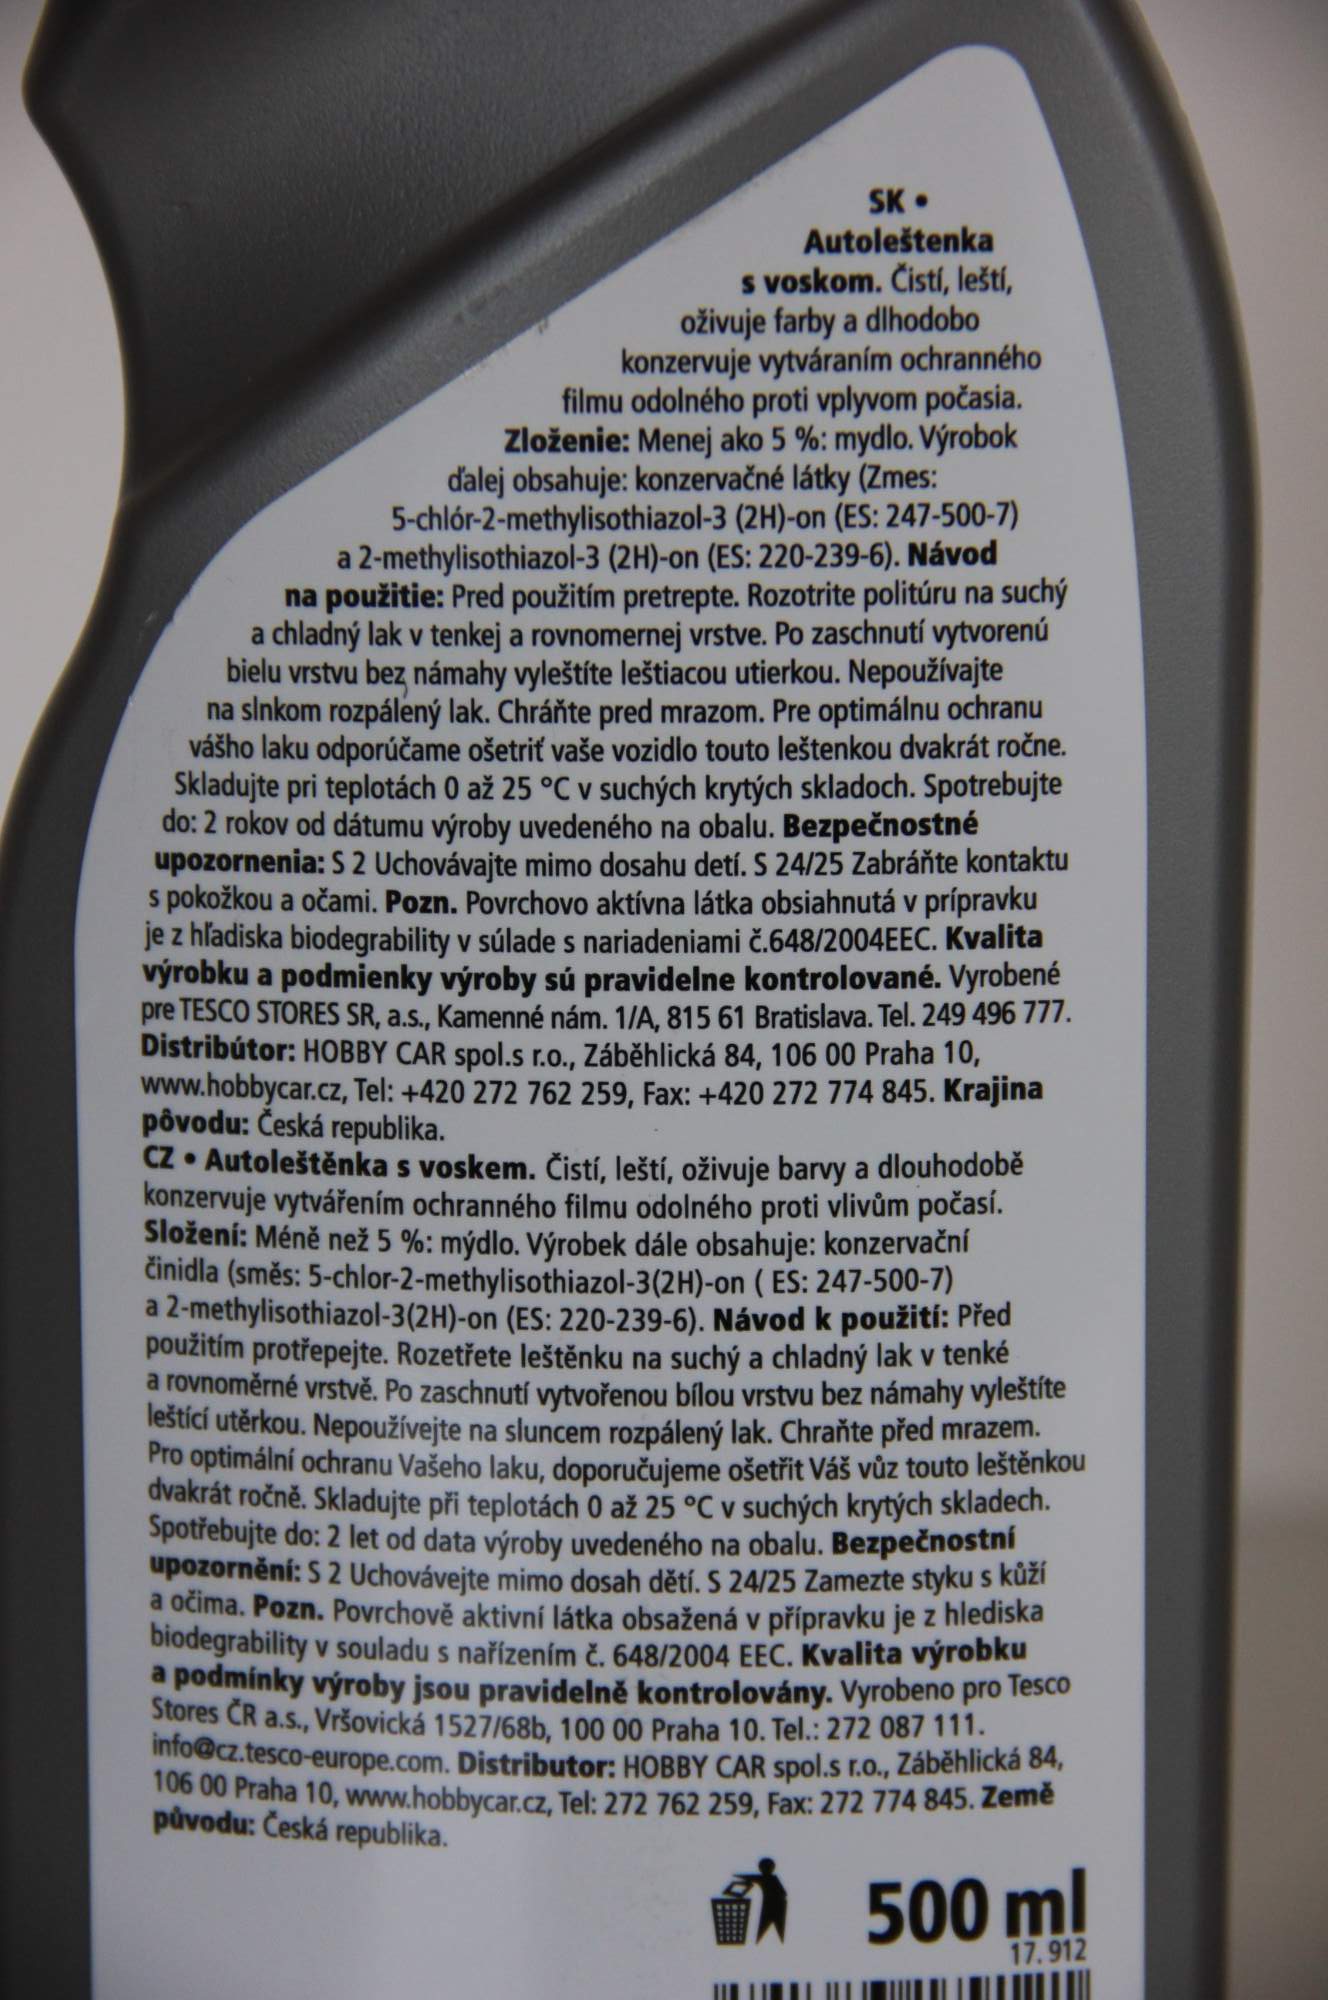 SK •
Autoleštenka
s voskom. Čistí, leští,
oživuje farby a dlhodobo
konzervuje vytváraním ochranného
filmu odolného proti vplyvom počasia.
Zloženie: Menej ako 5 %: mydlo. Výrobok
ďalej obsahuje: konzervačné látky (Zmes:
5-chlór-2-methylisothiazol-3 (2H)-on (ES: 247-500-7)
a 2-methylisothiazol-3 (2H)-on (ES: 220-239-6). Návod
na použitie: Pred použitím pretrepte. Rozotrite politúru na suchý
a chladný lak v tenkej a rovnomernej vrstve. Po zaschnutí vytvorenú
bielu vrstvu bez námahy vyleštíte leštiacou utierkou. Nepoužívajte
na slnkom rozpálený lak. Chráňte pred mrazom. Pre optimálnu ochranu
vášho laku odporúčame ošetriť vaše vozidlo touto leštenkou dvakrát ročne.
Skladujte pri teplotách 0 až 25 °C v suchých krytých skladoch. Spotrebujte
do: 2 rokov od dátumu výroby uvedeného na obalu. Bezpečnostné
upozornenia: S 2 Uchovávajte mimo dosahu detí. S 24/25 Zabráňte kontaktu
s pokožkou a očami. Pozn. Povrchovo aktívna látka obsiahnutá v prípravku
je z hľadiska biodegrability v súlade s nariadeniami č.648/2004EEC. Kvalita
výrobku a podmienky výroby sú pravidelne kontrolované. Vyrobené
pre TESCO STORES SR, a.s., Kamenné nám. 1/A, 815 61 Bratislava. Tel. 249 496 777.
Distribútor: HOBBY CAR spol.s r.o., Záběhlická 84, 106 00 Praha 10,
www.hobbycar.cz, Tel: +420 272 762 259, Fax: +420 272 774 845. Krajina
pôvodu: Česká republika.
CZ • Autoleštěnka s voskem. Čistí, leští, oživuje barvy a dlouhodobě
konzervuje vytvářením ochranného filmu odolného proti vlivům počasí.
Složení: Méně než 5 %: mýdlo. Výrobek dále obsahuje: konzervační
činidla (směs: 5-chlor-2-methylisothiazol-3(2H)-on ( ES: 247-500-7)
a 2-methylisothiazol-3(2H)-on (ES: 220-239-6). Návod k použití: Před
použitím protřepejte. Rozetřete leštěnku na suchý a chladný lak v tenké
a rovnoměrné vrstvě. Po zaschnutí vytvořenou bílou vrstvu bez námahy vyleštíte
leštící utěrkou. Nepoužívejte na sluncem rozpálený lak. Chraňte před mrazem.
Pro optimální ochranu Vašeho laku, doporučujeme ošetřit Váš vůz touto leštěnkou
dvakrát ročně. Skladujte při teplotách 0 až 25 °C v suchých krytých skladech.
Spotřebujte do: 2 let od data výroby uvedeného na obalu. Bezpečnostní
upozornění: S 2 Uchovávejte mimo dosah dětí. S 24/25 Zamezte styku s kůží
a očima. Pozn. Povrchově aktivní látka obsažená v přípravku je z hlediska
biodegrability v souladu s nařízením č. 648/2004 EEC. Kvalita výrobku
a podmínky výroby jsou pravidelně kontrolovány. Vyrobeno pro Tesco
Stores ČR a.s., Vršovická 1527/68b, 100 00 Praha 10. Tel.: 272 087 111.
info@cz.tesco-europe.com. Distributor: HOBBY CAR spol.s r.o., Záběhlická 84,
106 00 Praha 10, www.hobbycar.cz, Tel: 272 762 259, Fax: 272 774 845. Země
původu: Česká republika.
500 ml
17. 912